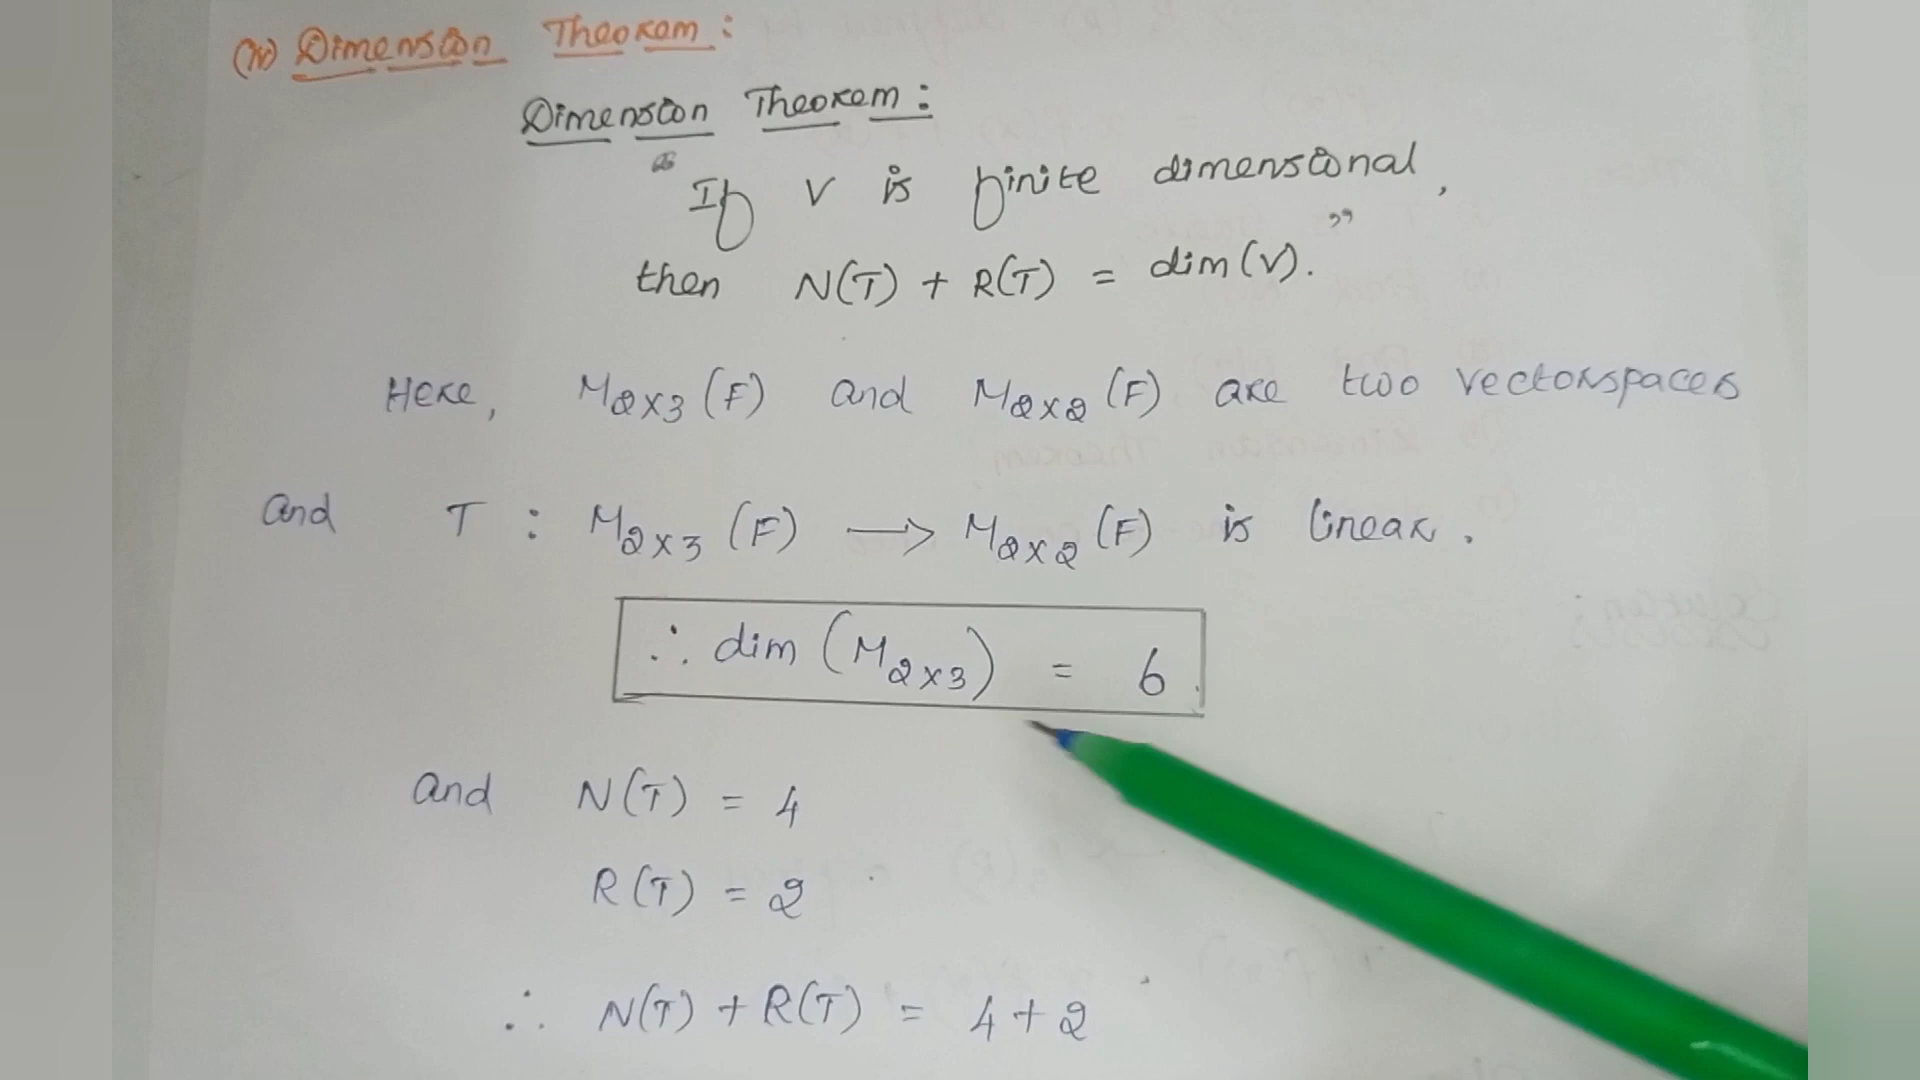 (iv) Dimension Theorem :
Dimension Theorem :
" If V is finite dimensional ,
then N(T) + R(T) = dim(V). "
Here, M2x3 (F) and M2x2 (F) are two vectorspaces
and T : M2x3 (F) → M2x2 (F) is linear .
∴ dim (M2x3) = 6.
and N(T) = 4
R(T) = 2
∴ N(T) + R(T) = 4 + 2